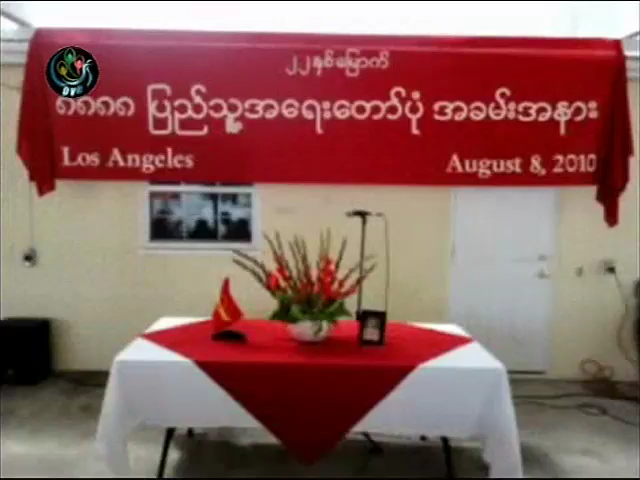 DVB
၂၂နှစ်မြောက်
၈၈၈၈ ပြည်သူ့အရေးတော်ပုံ အခမ်းအနား
Los Angeles August 8, 2010